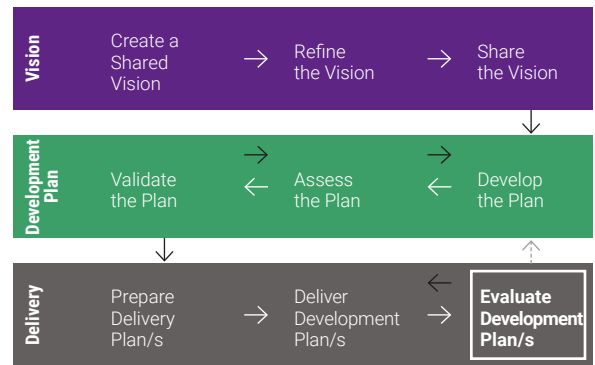 Vision
Create a
Shared
Vision
Refine
the Vision
Share
the Vision
Development
Plan
Validate
the Plan
Assess
the Plan
Develop
the Plan
Delivery
Prepare
Delivery
Plan/s
Deliver
Development
Plan/s
Evaluate
Development
Plan/s